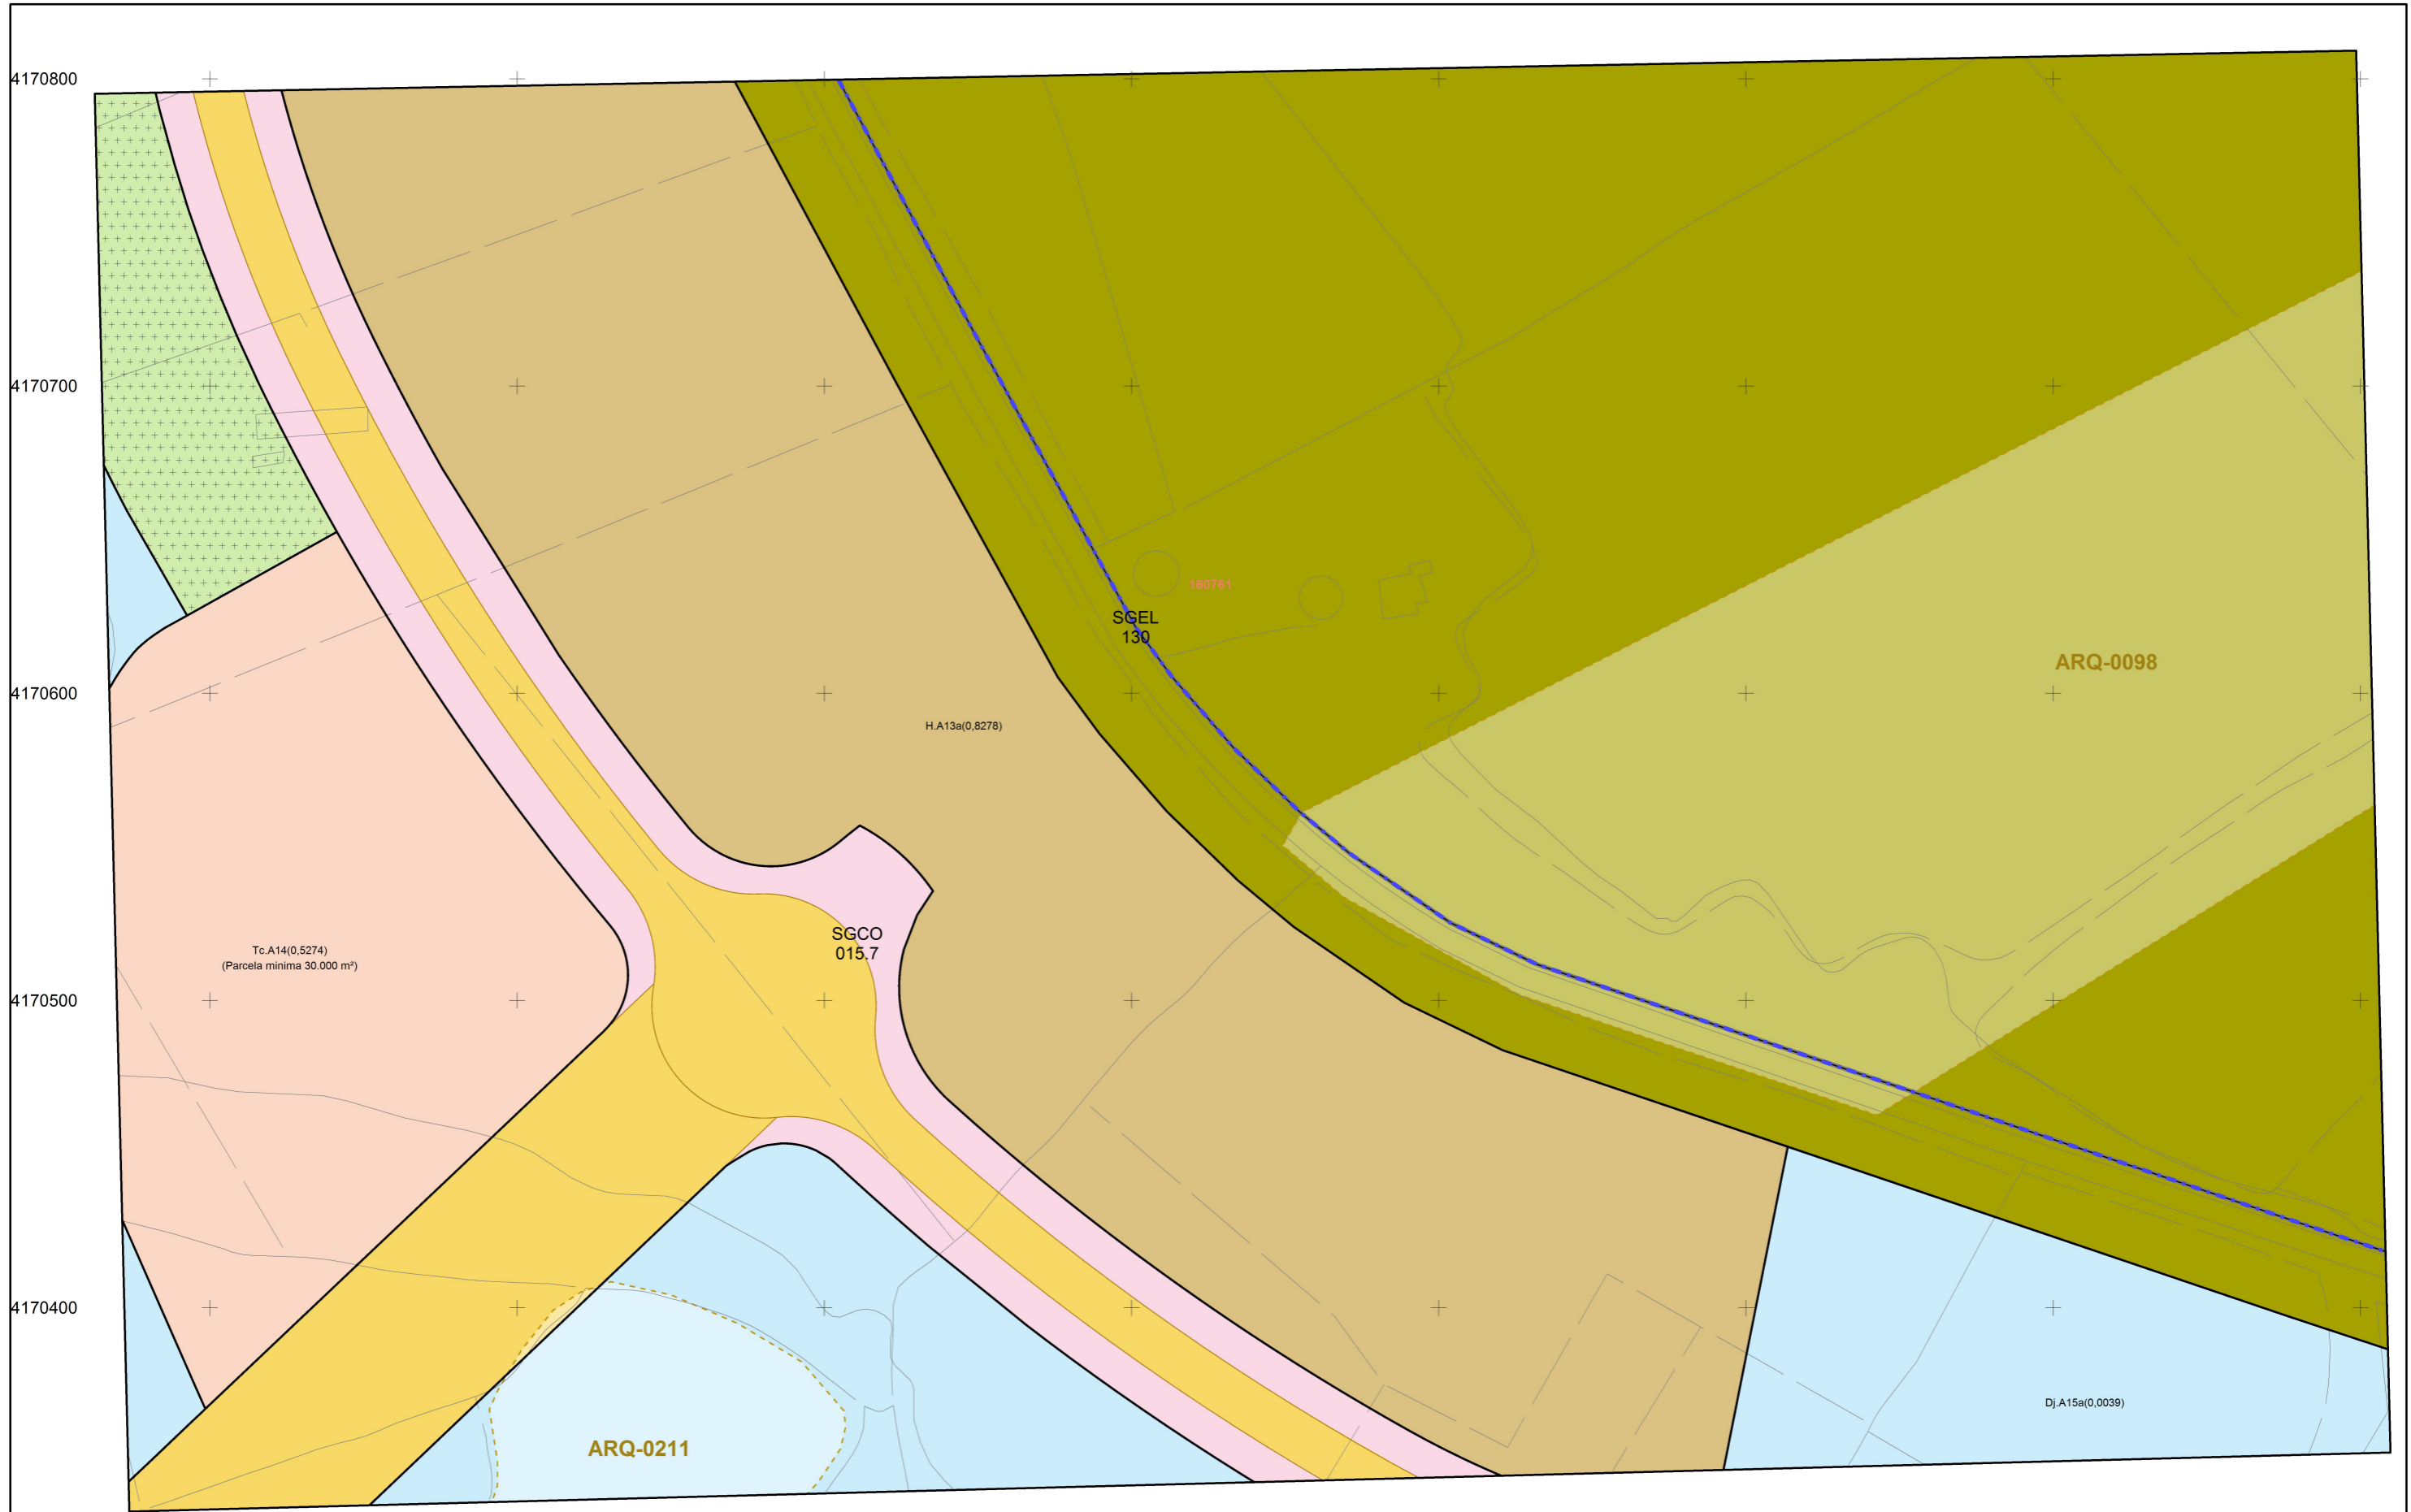 4170800
4170700
160761
SGEL
130
ARQ-0098
4170600
H.A13a(0,8278)
SGCO
015.7
Tc.A14(0,5274)
(Parcela minima 30.000 m²)
4170500
4170400
Dj.A15a(0,0039)
ARQ-0211